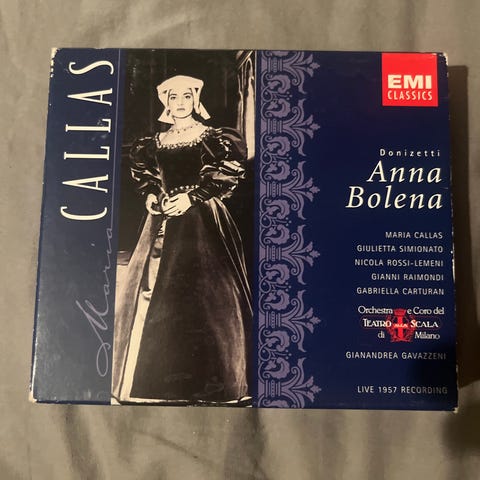 Maria CALLAS
EMI
CLASSICS
Donizetti
Anna
Bolena
MARIA CALLAS
GIULIETTA SIMIONATO
NICOLA ROSSI-LEMENI
GIANNI RAIMONDI
GABRIELLA CARTURAN
Orchestra e Coro del
TEATRO ALLA SCALA
di Milano
GIANANDREA GAVAZZENI
LIVE 1957 RECORDING